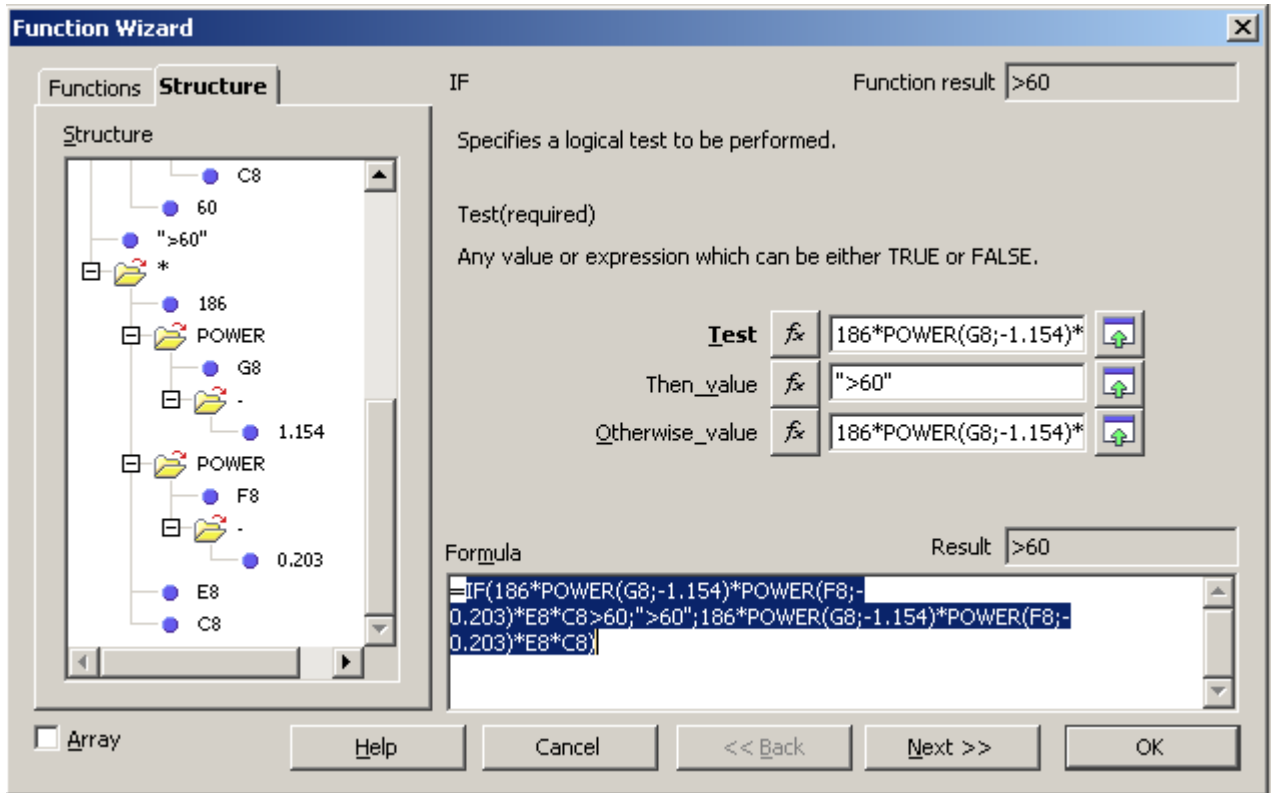 Function Wizard
Functions
Structure
Structure
C8
60
">60"
*
186
POWER
G8
-
1.154
POWER
F8
-
0.203
E8
C8
IF
Function result >60
Specifies a logical test to be performed.
Test(required)
Any value or expression which can be either TRUE or FALSE.
Test fx 186*POWER(G8;-1.154)*
Then_value fx ">60"
Otherwise_value fx 186*POWER(G8;-1.154)*
Formula
Result >60
=IF(186*POWER(G8;-1.154)*POWER(F8;-
0.203)*E8*C8>60;">60";186*POWER(G8;-1.154)*POWER(F8;-
0.203)*E8*C8)
Array
Help
Cancel
<< Back
Next >>
OK